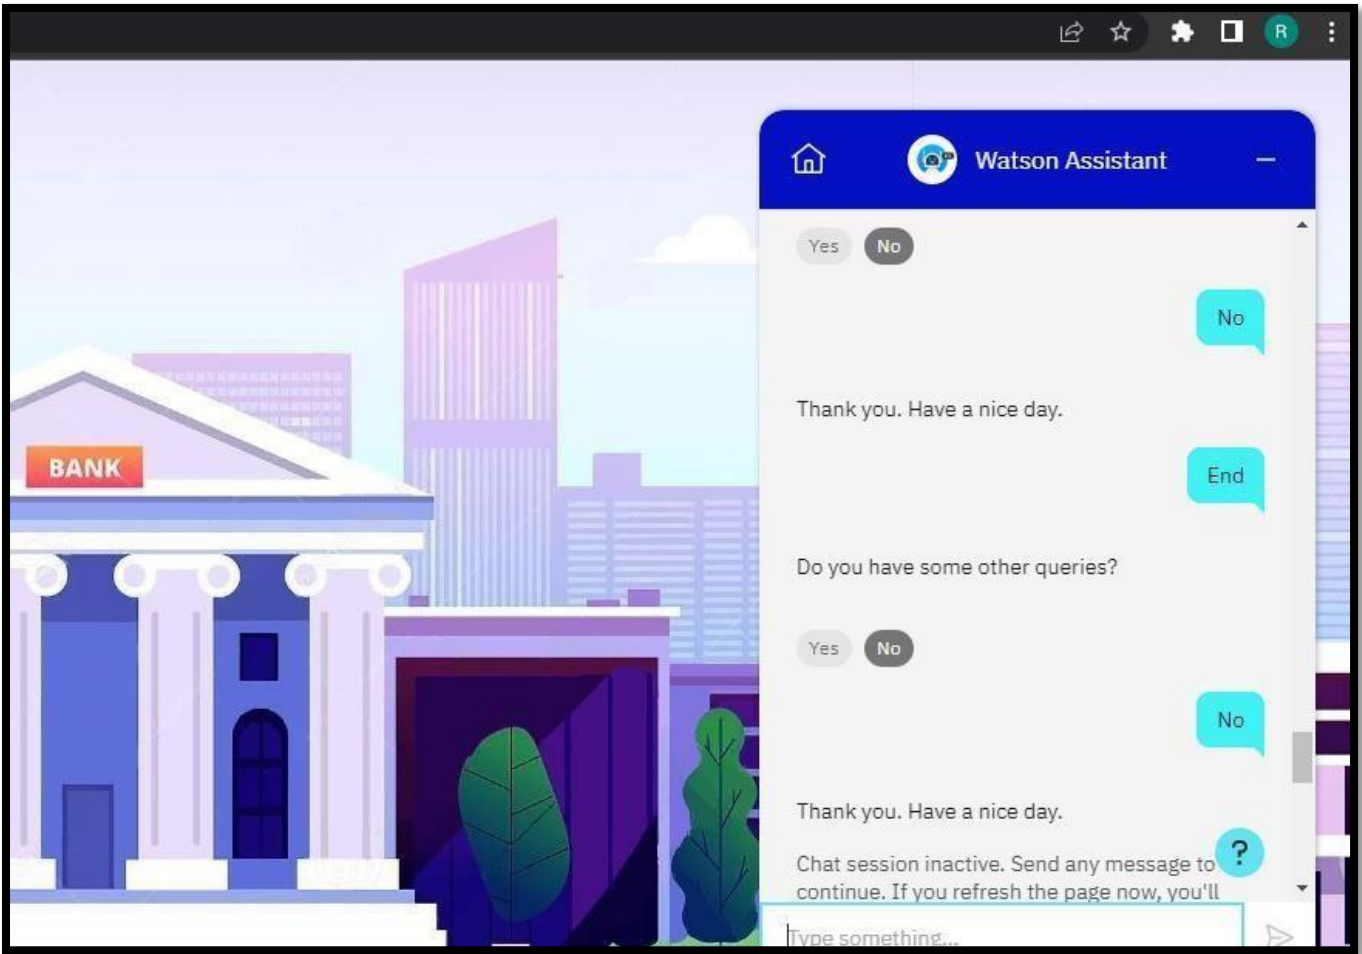 R
Watson Assistant
Yes No
No
Thank you. Have a nice day.
BANK
End
Do you have some other queries?
Yes No
No
Thank you. Have a nice day.
?
Chat session inactive. Send any message to
continue. If you refresh the page now, you'll
Type something...